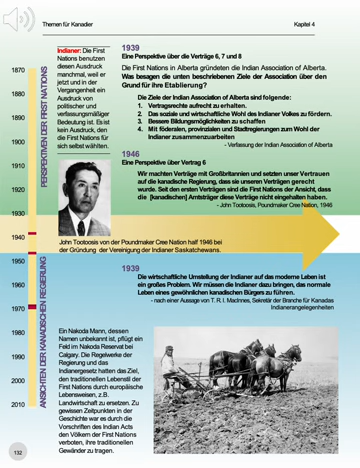 Themen für Kanadier
Kapitel 4
1870
1880
1890
1900
1910
1920
1930
1940
1950
1960
1970
1980
1990
2000
2010
PERSPEKTIVEN DER FIRST NATIONS
ANSICHTEN DER KANADISCHEN REGIERUNG
Indianer: Die First
Nations benutzen
diesen Ausdruck
manchmal, weil er
jetzt und in der
Vergangenheit ein
Ausdruck von
politischer und
verfassungsmäßiger
Bedeutung ist. Es ist
kein Ausdruck, den
die First Nations für
sich selbst wählten.
1939
Eine Perspektive über die Verträge 6, 7 und 8
Die First Nations in Alberta gründeten die Indian Association of Alberta.
Was besagen die unten beschriebenen Ziele der Association über den
Grund für ihre Etablierung?
Die Ziele der Indian Association of Alberta sind folgende:
1. Vertragsrechte aufrecht zu erhalten.
2. Das soziale und wirtschaftliche Wohl des Indianer Volkes zu fördern.
3. Bessere Bildungsmöglichkeiten zu schaffen
4. Mit föderalen, provinzialen und Stadtregierungen zum Wohl der
Indianer zusammenzuarbeiten
- Verfassung der Indian Association of Alberta
1946
Eine Perspektive über Vertrag 6
Wir machten Verträge mit Großbritannien und setzten unser Vertrauen
auf die kanadische Regierung, dass sie unseren Verträgen gerecht
wurde. Seit den ersten Verträgen sind die First Nations der Ansicht, dass
die [kanadischen] Amtsträger diese Verträge nicht eingehalten haben.
- John Tootoosis, Poundmaker Cree Nation, 1946
John Tootoosis von der Poundmaker Cree Nation half 1946 bei
der Gründung der Vereinigung der Indianer Saskatchewans.
1939
Die wirtschaftliche Umstellung der Indianer auf das moderne Leben ist
ein großes Problem. Wir müssen die Indianer dazu bringen, das normale
Leben eines gewöhnlichen kanadischen Bürgers zu führen.
- nach einer Aussage von T. R. I. MacInnes, Sekretär der Branche für Kanadas
Indianerangelegenheiten
Ein Nakoda Mann, dessen
Namen unbekannt ist, pflügt ein
Feld im Nakoda Reservat bei
Calgary. Die Regelwerke der
Regierung und das
Indianergesetz hatten das Ziel,
den traditionellen Lebensstil der
First Nations durch europäische
Lebensweisen, z.B.
Landwirtschaft zu ersetzen. Zu
gewissen Zeitpunkten in der
Geschichte war es durch die
Vorschriften des Indian Acts
den Völkern der First Nations
verboten, ihre traditionellen
Gewänder zu tragen.
132